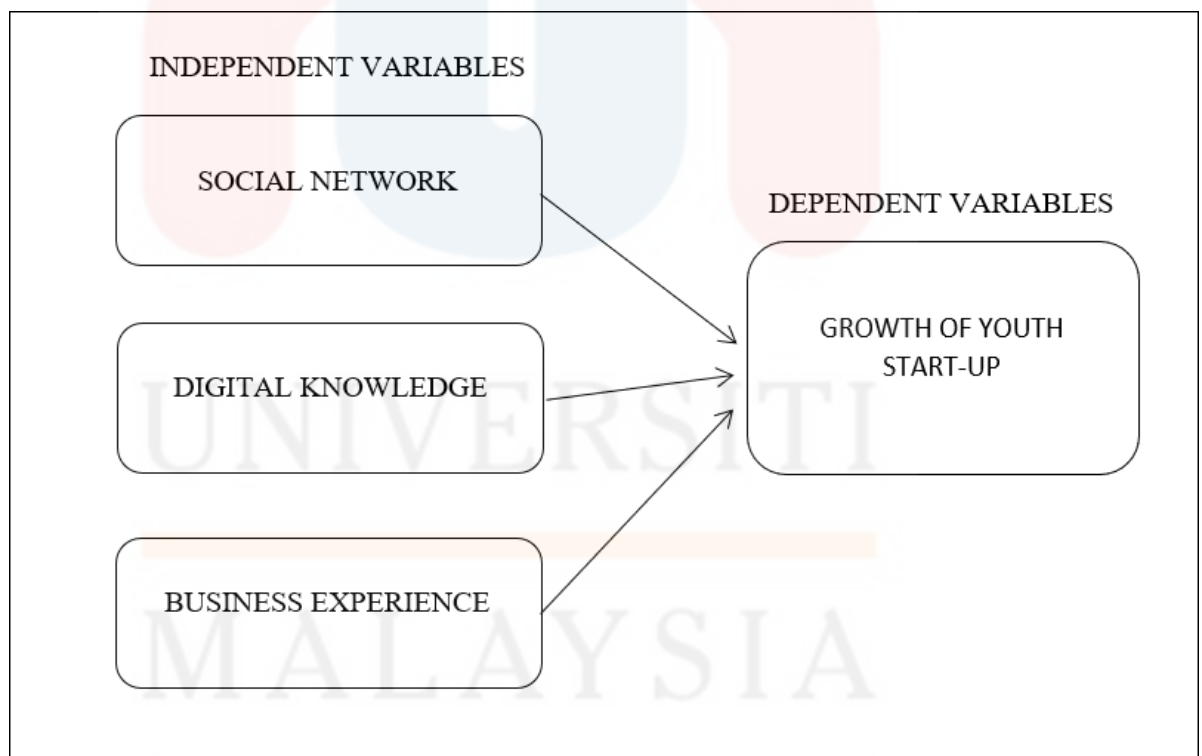 INDEPENDENT VARIABLES
SOCIAL NETWORK
DEPENDENT VARIABLES
GROWTH OF YOUTH
START-UP
DIGITAL KNOWLEDGE
UNIVERSITI
BUSINESS EXPERIENCE
MALAYSIA